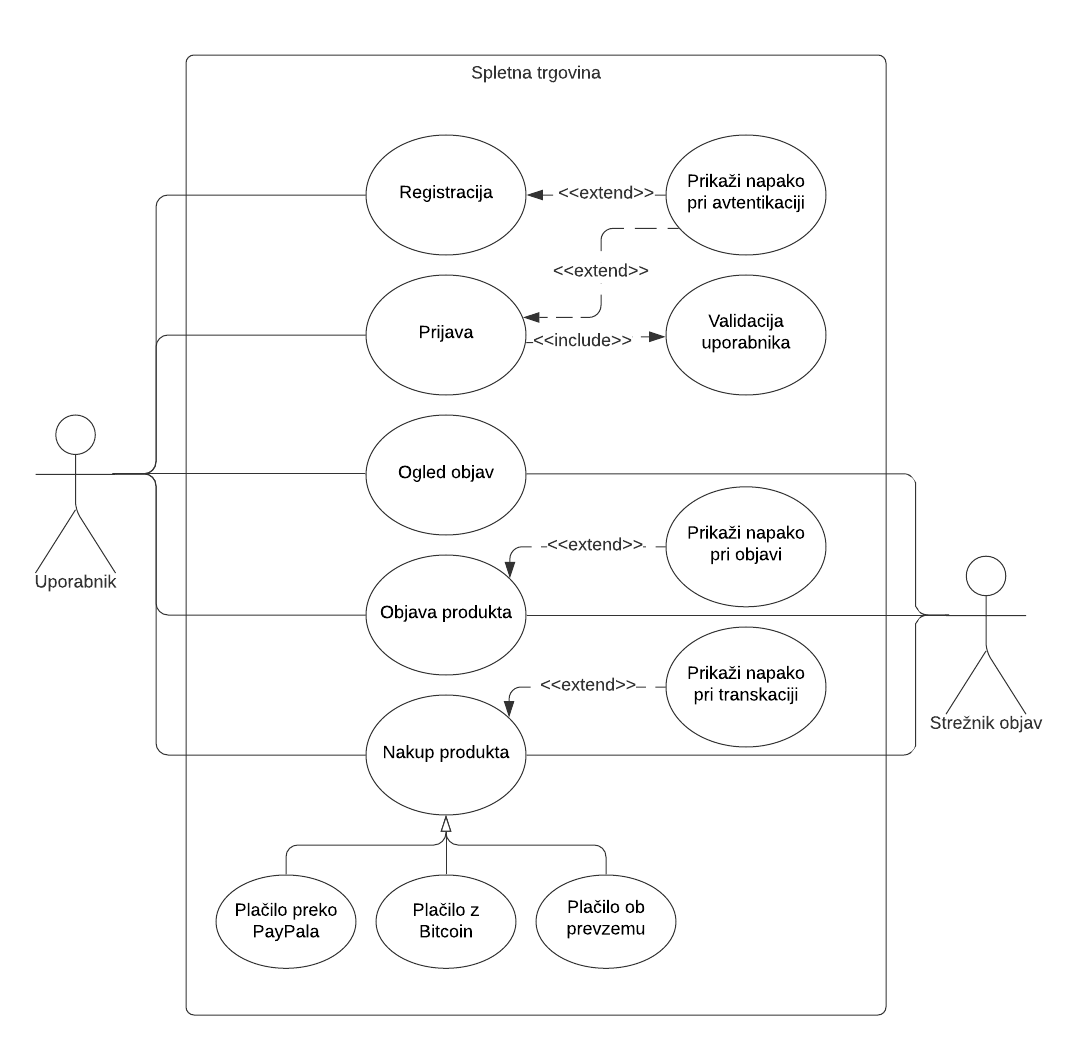 Spletna trgovina
Registracija
<<extend>>
Prikaži napako
pri avtentikaciji
<<extend>>
Prijava
<<include>>
Validacija
uporabnika
Uporabnik
Ogled objav
<<extend>>
Prikaži napako
pri objavi
Objava produkta
<<extend>>
Prikaži napako
pri transkaciji
Strežnik objav
Nakup produkta
Plačilo preko
PayPala
Plačilo z
Bitcoin
Plačilo ob
prevzemu